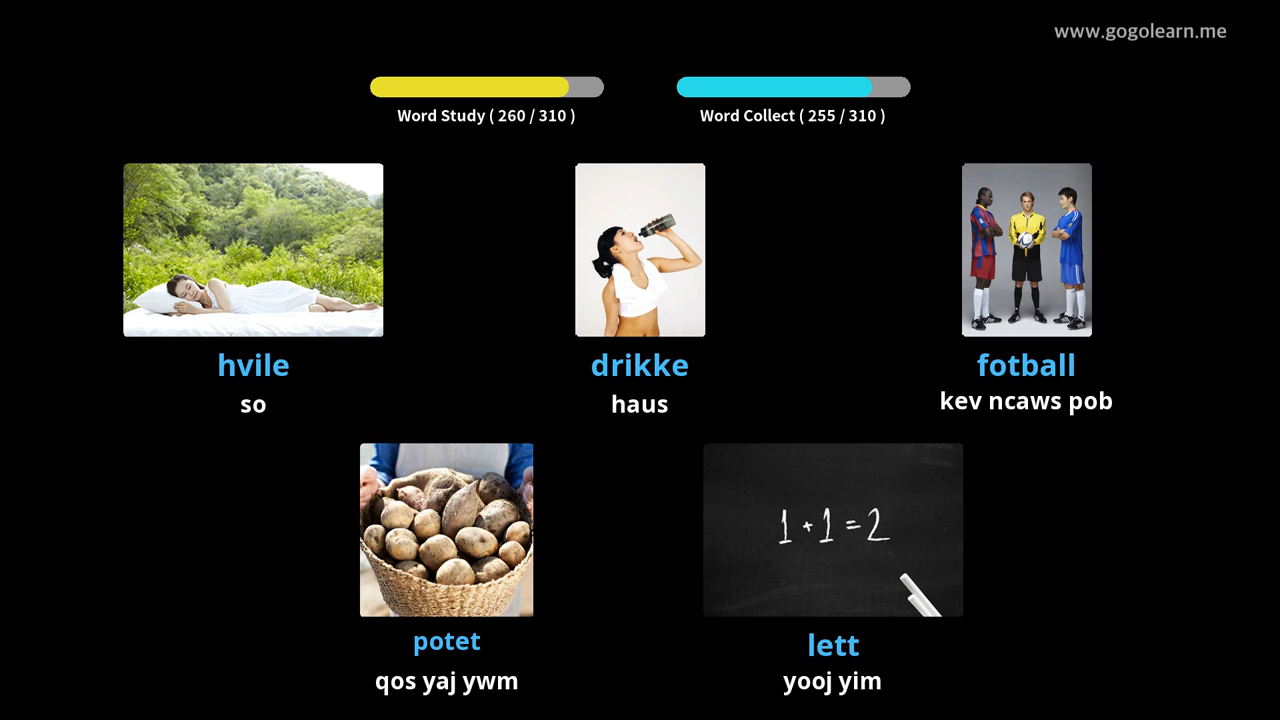 www.gogolearn.me
Word Study ( 260 / 310 )
Word Collect ( 255 / 310 )
hvile
so
drikke
haus
fotball
kev ncaws pob
potet
qos yaj ywm
1 + 1 = 2
lett
yooj yim